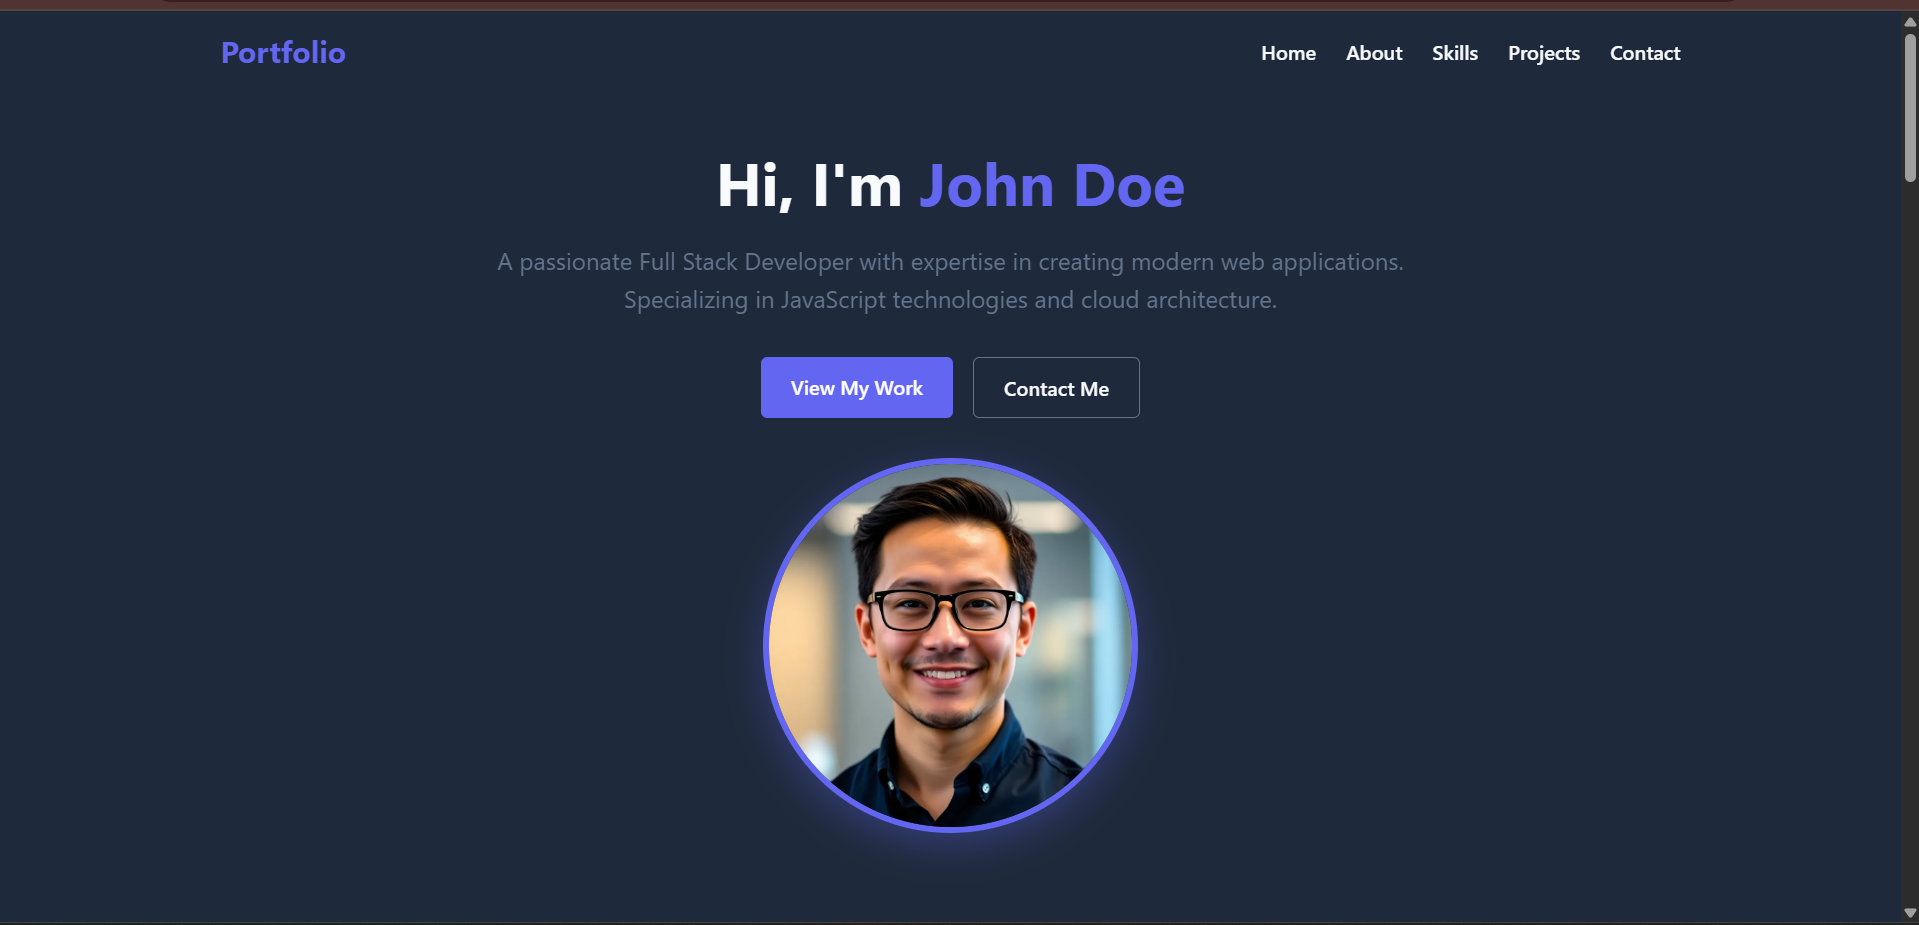 Portfolio
Home About Skills Projects Contact
Hi, I'm John Doe
A passionate Full Stack Developer with expertise in creating modern web applications.
Specializing in JavaScript technologies and cloud architecture.
View My Work Contact Me